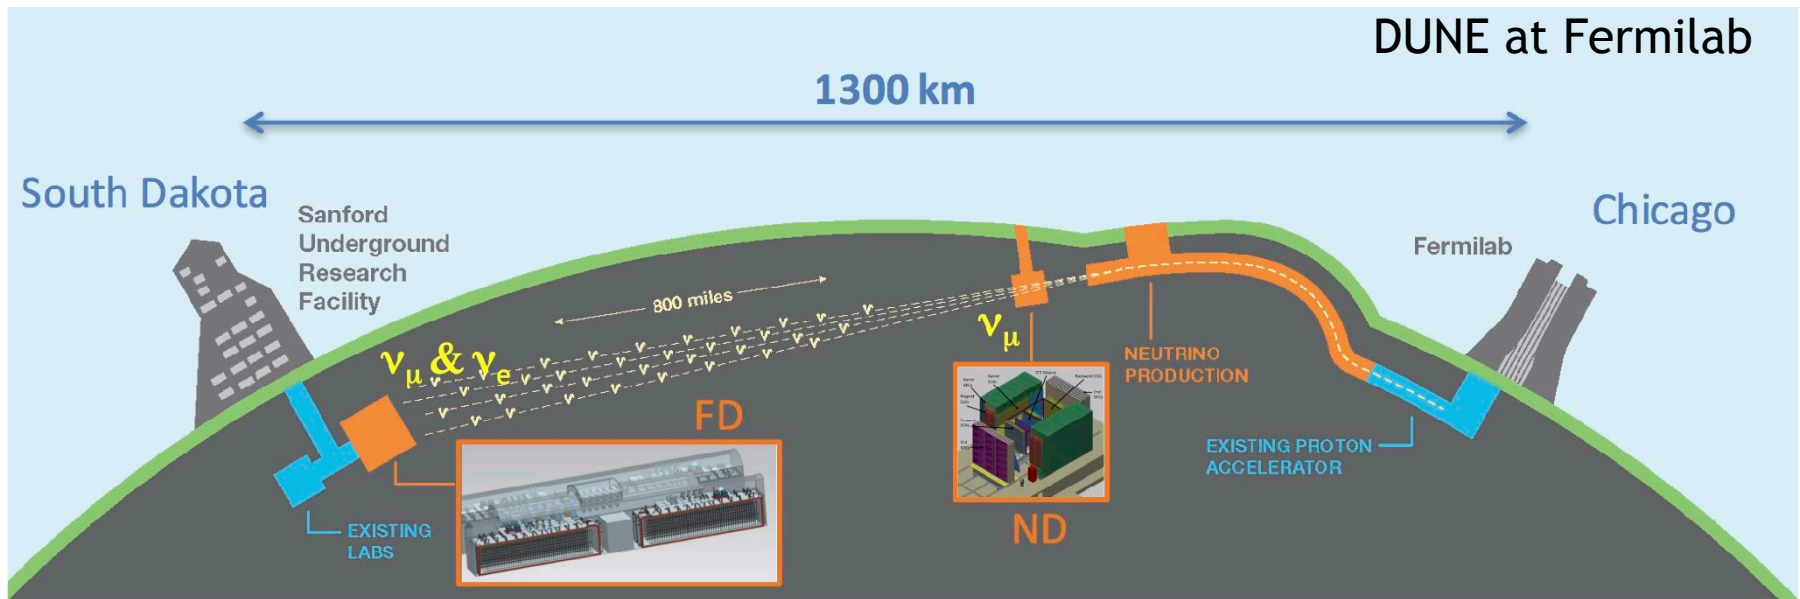 DUNE at Fermilab
1300 km
South Dakota
Chicago
Sanford
Underground
Research
Facility
Fermilab
800 miles
νμ & νe
νμ
NEUTRINO
PRODUCTION
FD
ND
EXISTING PROTON
ACCELERATOR
EXISTING
LABS